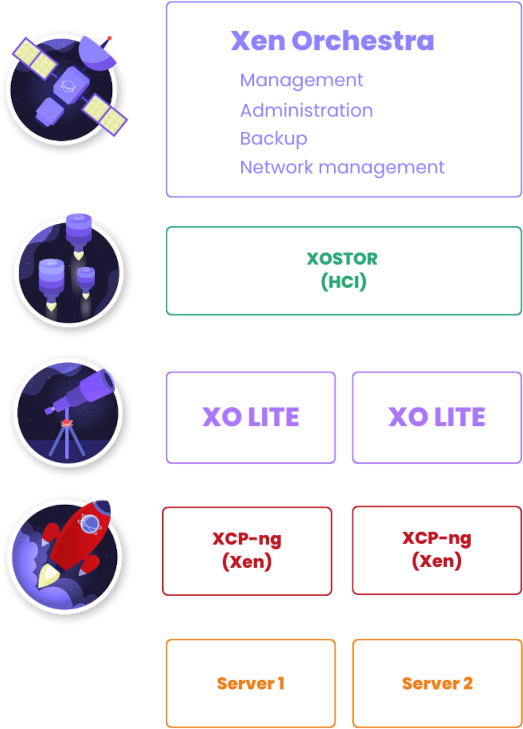 Xen Orchestra
Management
Administration
Backup
Network management
XOSTOR
(HCI)
XO LITE
XO LITE
XCP-ng
(Xen)
XCP-ng
(Xen)
Server 1
Server 2